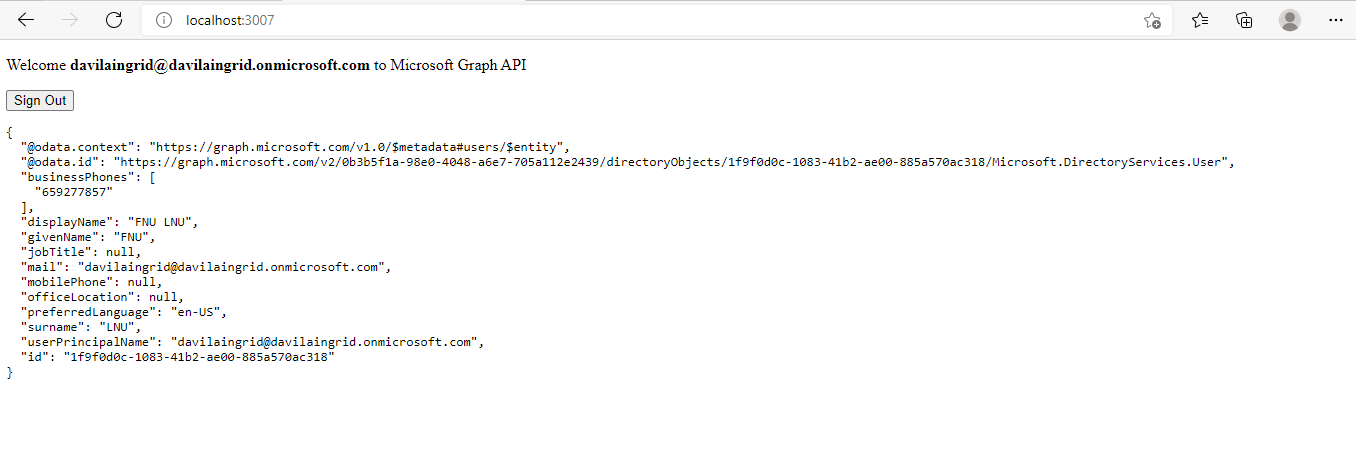 localhost:3007
Welcome davilaingrid@davilaingrid.onmicrosoft.com to Microsoft Graph API
Sign Out
{
  "@odata.context": "https://graph.microsoft.com/v1.0/$metadata#users/$entity",
  "@odata.id": "https://graph.microsoft.com/v2/0b3b5f1a-98e0-4048-a6e7-705a112e2439/directoryObjects/1f9f0d0c-1083-41b2-ae00-885a570ac318/Microsoft.DirectoryServices.User",
  "businessPhones": [
    "659277857"
  ],
  "displayName": "FNU LNU",
  "givenName": "FNU",
  "jobTitle": null,
  "mail": "davilaingrid@davilaingrid.onmicrosoft.com",
  "mobilePhone": null,
  "officeLocation": null,
  "preferredLanguage": "en-US",
  "surname": "LNU",
  "userPrincipalName": "davilaingrid@davilaingrid.onmicrosoft.com",
  "id": "1f9f0d0c-1083-41b2-ae00-885a570ac318"
}